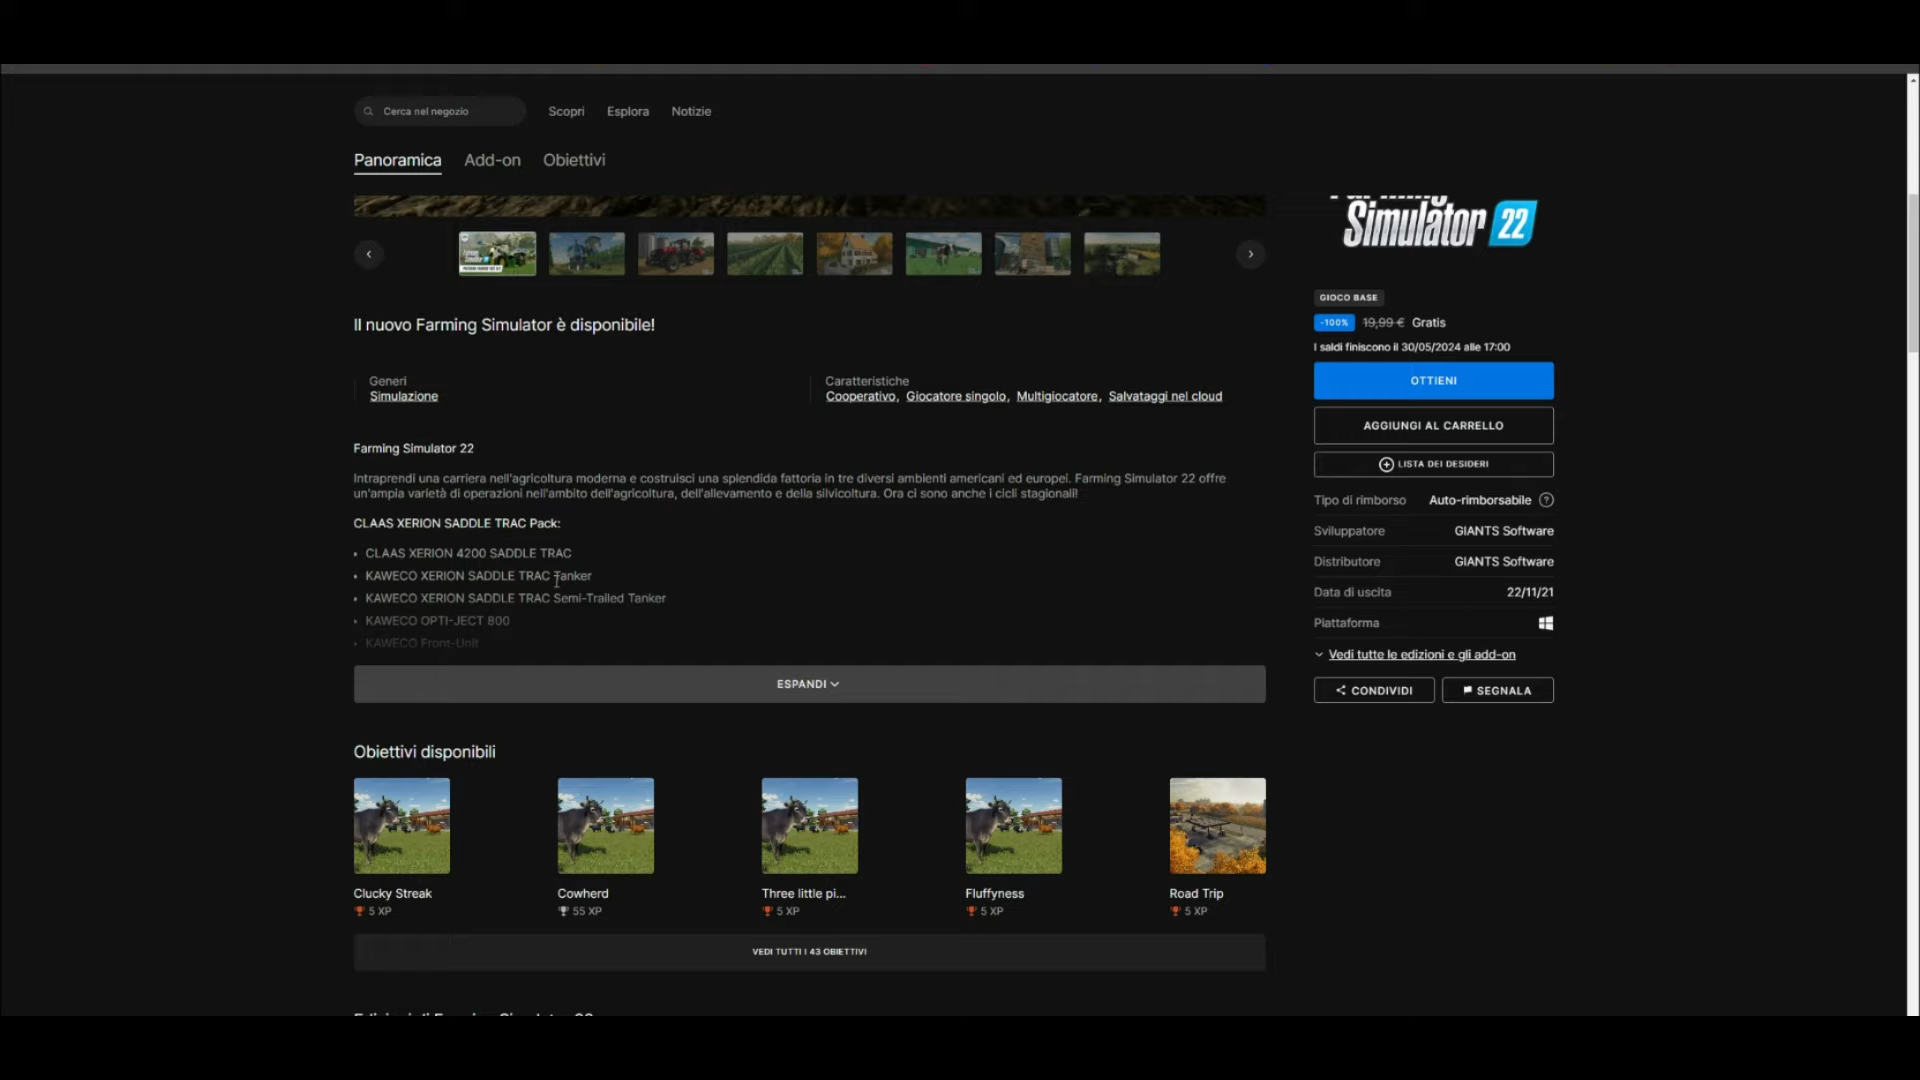 Cerca nel negozio
Scopri
Esplora
Notizie
Panoramica
Add-on
Obiettivi
Simulator 22
Il nuovo Farming Simulator è disponibile!
Generi
Simulazione
Caratteristiche
Cooperativo, Giocatore singolo, Multigiocatore, Salvataggi nel cloud
Farming Simulator 22
Intraprendi una carriera nell'agricoltura moderna e costruisci una splendida fattoria in tre diversi ambienti americani ed europei. Farming Simulator 22 offre
un'ampia varietà di operazioni nell'ambito dell'agricoltura, dell'allevamento e della silvicoltura. Ora ci sono anche i cicli stagionali!
CLAAS XERION SADDLE TRAC Pack:
• CLAAS XERION 4200 SADDLE TRAC
• KAWECO XERION SADDLE TRAC Tanker
• KAWECO XERION SADDLE TRAC Semi-Trailed Tanker
• KAWECO OPTI-JECT 800
• KAWECO Front-Unit
ESPANDI
GIOCO BASE
-100% 19,99 € Gratis
I saldi finiscono il 30/05/2024 alle 17:00
OTTIENI
AGGIUNGI AL CARRELLO
LISTA DEI DESIDERI
Tipo di rimborso Auto-rimborsabile
Sviluppatore GIANTS Software
Distributore GIANTS Software
Data di uscita 22/11/21
Piattaforma
Vedi tutte le edizioni e gli add-on
CONDIVIDI
SEGNALA
Obiettivi disponibili
Clucky Streak
5 XP
Cowherd
55 XP
Three little pi...
5 XP
Fluffyness
5 XP
Road Trip
5 XP
VEDI TUTTI I 43 OBIETTIVI